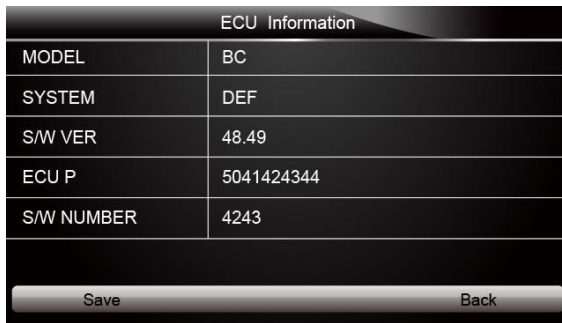 ECU Information
MODEL BC
SYSTEM DEF
S/W VER 48.49
ECU P 5041424344
S/W NUMBER 4243
Save Back